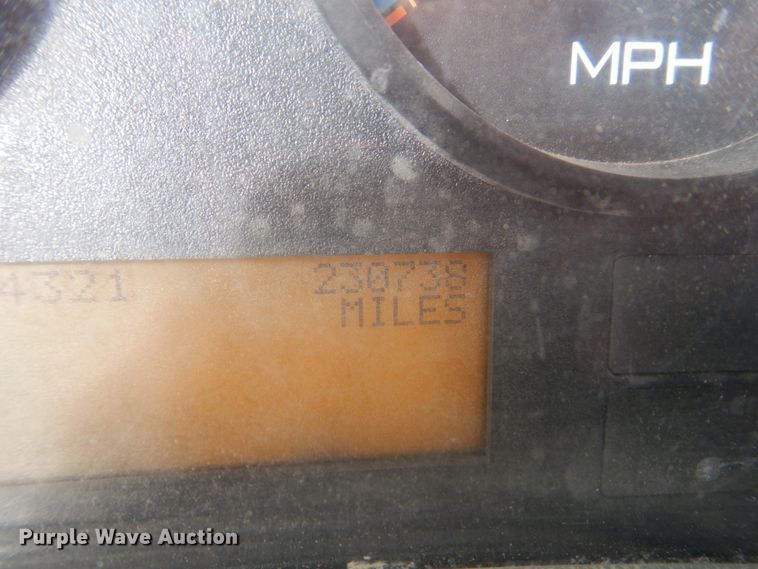 MPH
4321 230738
MILES
Purple Wave Auction®